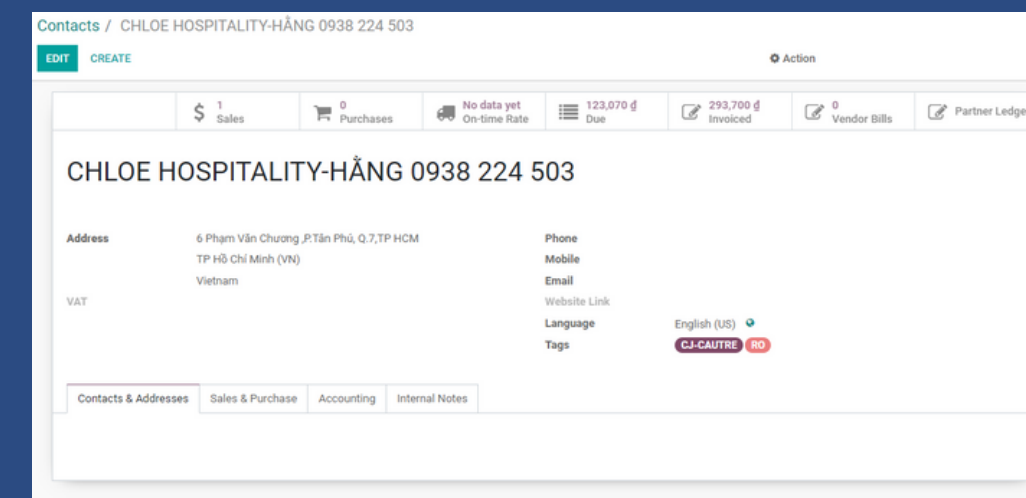 Contacts / CHLOE HOSPITALITY-HẰNG 0938 224 503
EDIT CREATE Action
$ 1 Sales
0 Purchases
No data yet On-time Rate
123,070 ₫ Due
293,700 ₫ Invoiced
0 Vendor Bills
Partner Ledge
CHLOE HOSPITALITY-HẰNG 0938 224 503
Address 6 Phạm Văn Chương ,P.Tân Phú, Q.7,TP HCM
TP Hồ Chí Minh (VN)
Vietnam
VAT
Phone
Mobile
Email
Website Link
Language English (US)
Tags CJ-CAUTRE RO
Contacts & Addresses Sales & Purchase Accounting Internal Notes